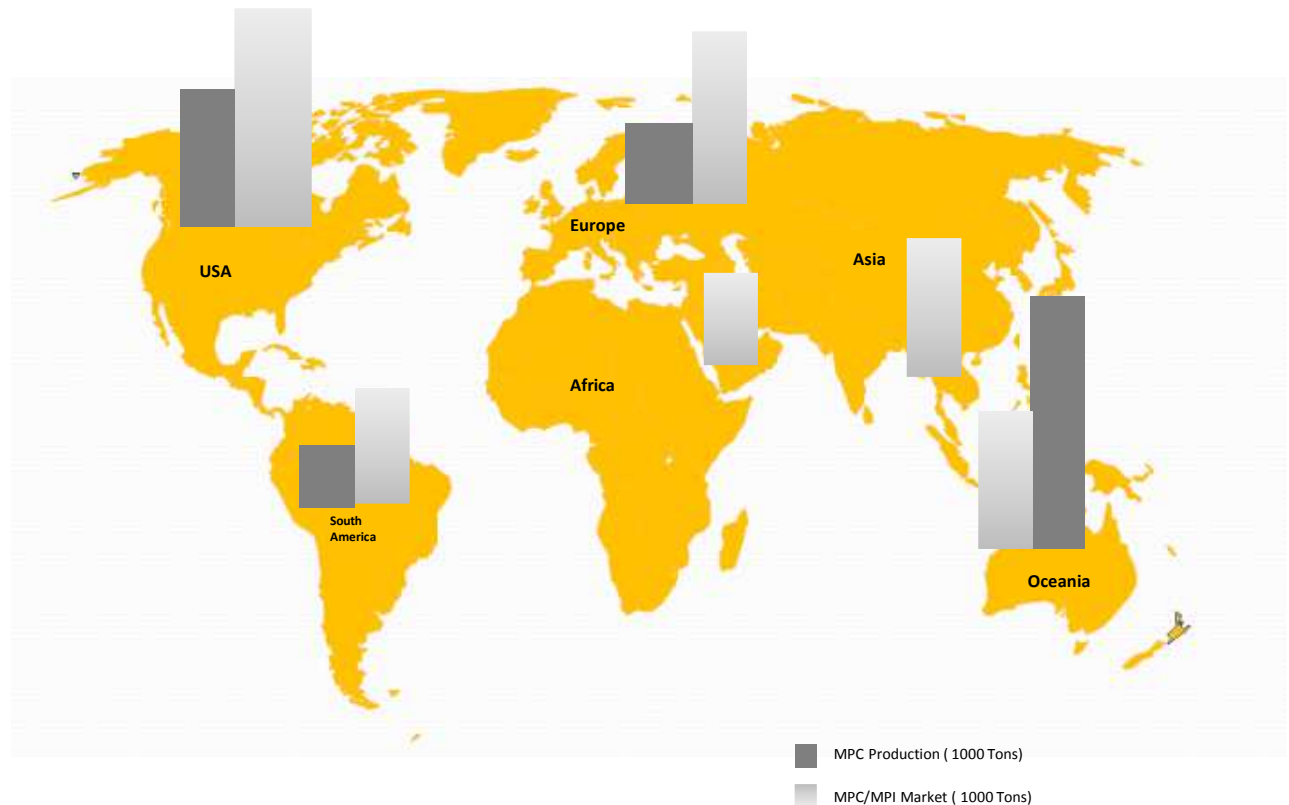 Europe
Asia
USA
Africa
South
America
Oceania
MPC Production ( 1000 Tons)
MPC/MPI Market ( 1000 Tons)